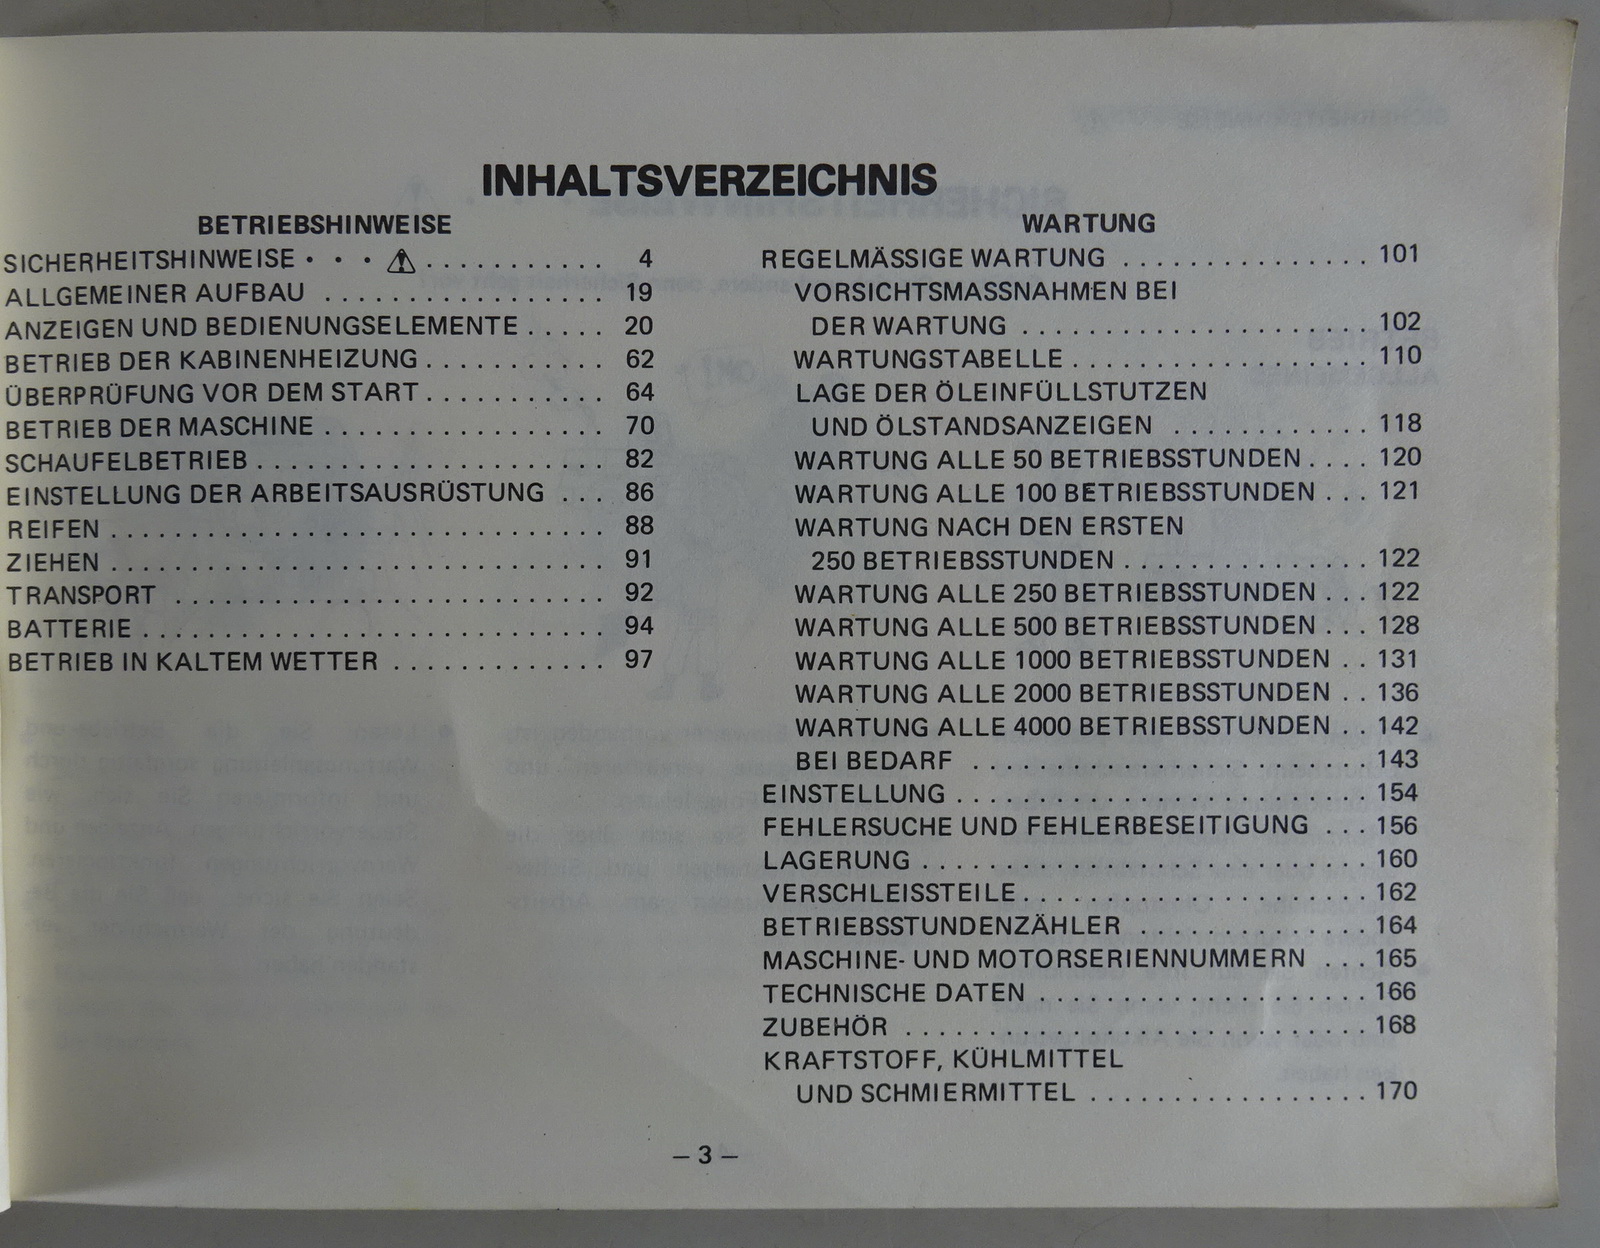 INHALTSVERZEICHNIS
BETRIEBSHINWEISE
SICHERHEITSHINWEISE · · · ⚠ . . . . . . . . . . . 4
ALLGEMEINER AUFBAU . . . . . . . . . . . . . . . . . 19
ANZEIGEN UND BEDIENUNGSELEMENTE . . . . . 20
BETRIEB DER KABINENHEIZUNG . . . . . . . . . . . 62
ÜBERPRÜFUNG VOR DEM START . . . . . . . . . . . 64
BETRIEB DER MASCHINE . . . . . . . . . . . . . . . . . 70
SCHAUFELBETRIEB . . . . . . . . . . . . . . . . . . . . . 82
EINSTELLUNG DER ARBEITSAUSRÜSTUNG . . . 86
REIFEN . . . . . . . . . . . . . . . . . . . . . . . . . . . . 88
ZIEHEN . . . . . . . . . . . . . . . . . . . . . . . . . . . . 91
TRANSPORT . . . . . . . . . . . . . . . . . . . . . . . . . 92
BATTERIE . . . . . . . . . . . . . . . . . . . . . . . . . . . 94
BETRIEB IN KALTEM WETTER . . . . . . . . . . . . . 97
WARTUNG
REGELMÄSSIGE WARTUNG . . . . . . . . . . . . . . . 101
VORSICHTSMASSNAHMEN BEI
DER WARTUNG . . . . . . . . . . . . . . . . . . . . . 102
WARTUNGSTABELLE . . . . . . . . . . . . . . . . . . 110
LAGE DER ÖLEINFÜLLSTUTZEN
UND ÖLSTANDSANZEIGEN . . . . . . . . . . . . 118
WARTUNG ALLE 50 BETRIEBSSTUNDEN . . . . 120
WARTUNG ALLE 100 BETRIEBSSTUNDEN . . . 121
WARTUNG NACH DEN ERSTEN
250 BETRIEBSSTUNDEN . . . . . . . . . . . . . . . 122
WARTUNG ALLE 250 BETRIEBSSTUNDEN . . . 122
WARTUNG ALLE 500 BETRIEBSSTUNDEN . . . 128
WARTUNG ALLE 1000 BETRIEBSSTUNDEN . . 131
WARTUNG ALLE 2000 BETRIEBSSTUNDEN . . 136
WARTUNG ALLE 4000 BETRIEBSSTUNDEN . . 142
BEI BEDARF . . . . . . . . . . . . . . . . . . . . . . . 143
EINSTELLUNG . . . . . . . . . . . . . . . . . . . . . . . . 154
FEHLERSUCHE UND FEHLERBESEITIGUNG . . . 156
LAGERUNG . . . . . . . . . . . . . . . . . . . . . . . . . . 160
VERSCHLEISSTEILE . . . . . . . . . . . . . . . . . . . . 162
BETRIEBSSTUNDENZÄHLER . . . . . . . . . . . . . . 164
MASCHINE- UND MOTORSERIENNUMMERN . . . 165
TECHNISCHE DATEN . . . . . . . . . . . . . . . . . . . 166
ZUBEHÖR . . . . . . . . . . . . . . . . . . . . . . . . . . . 168
KRAFTSTOFF, KÜHLMITTEL
UND SCHMIERMITTEL . . . . . . . . . . . . . . . . . 170
— 3 —